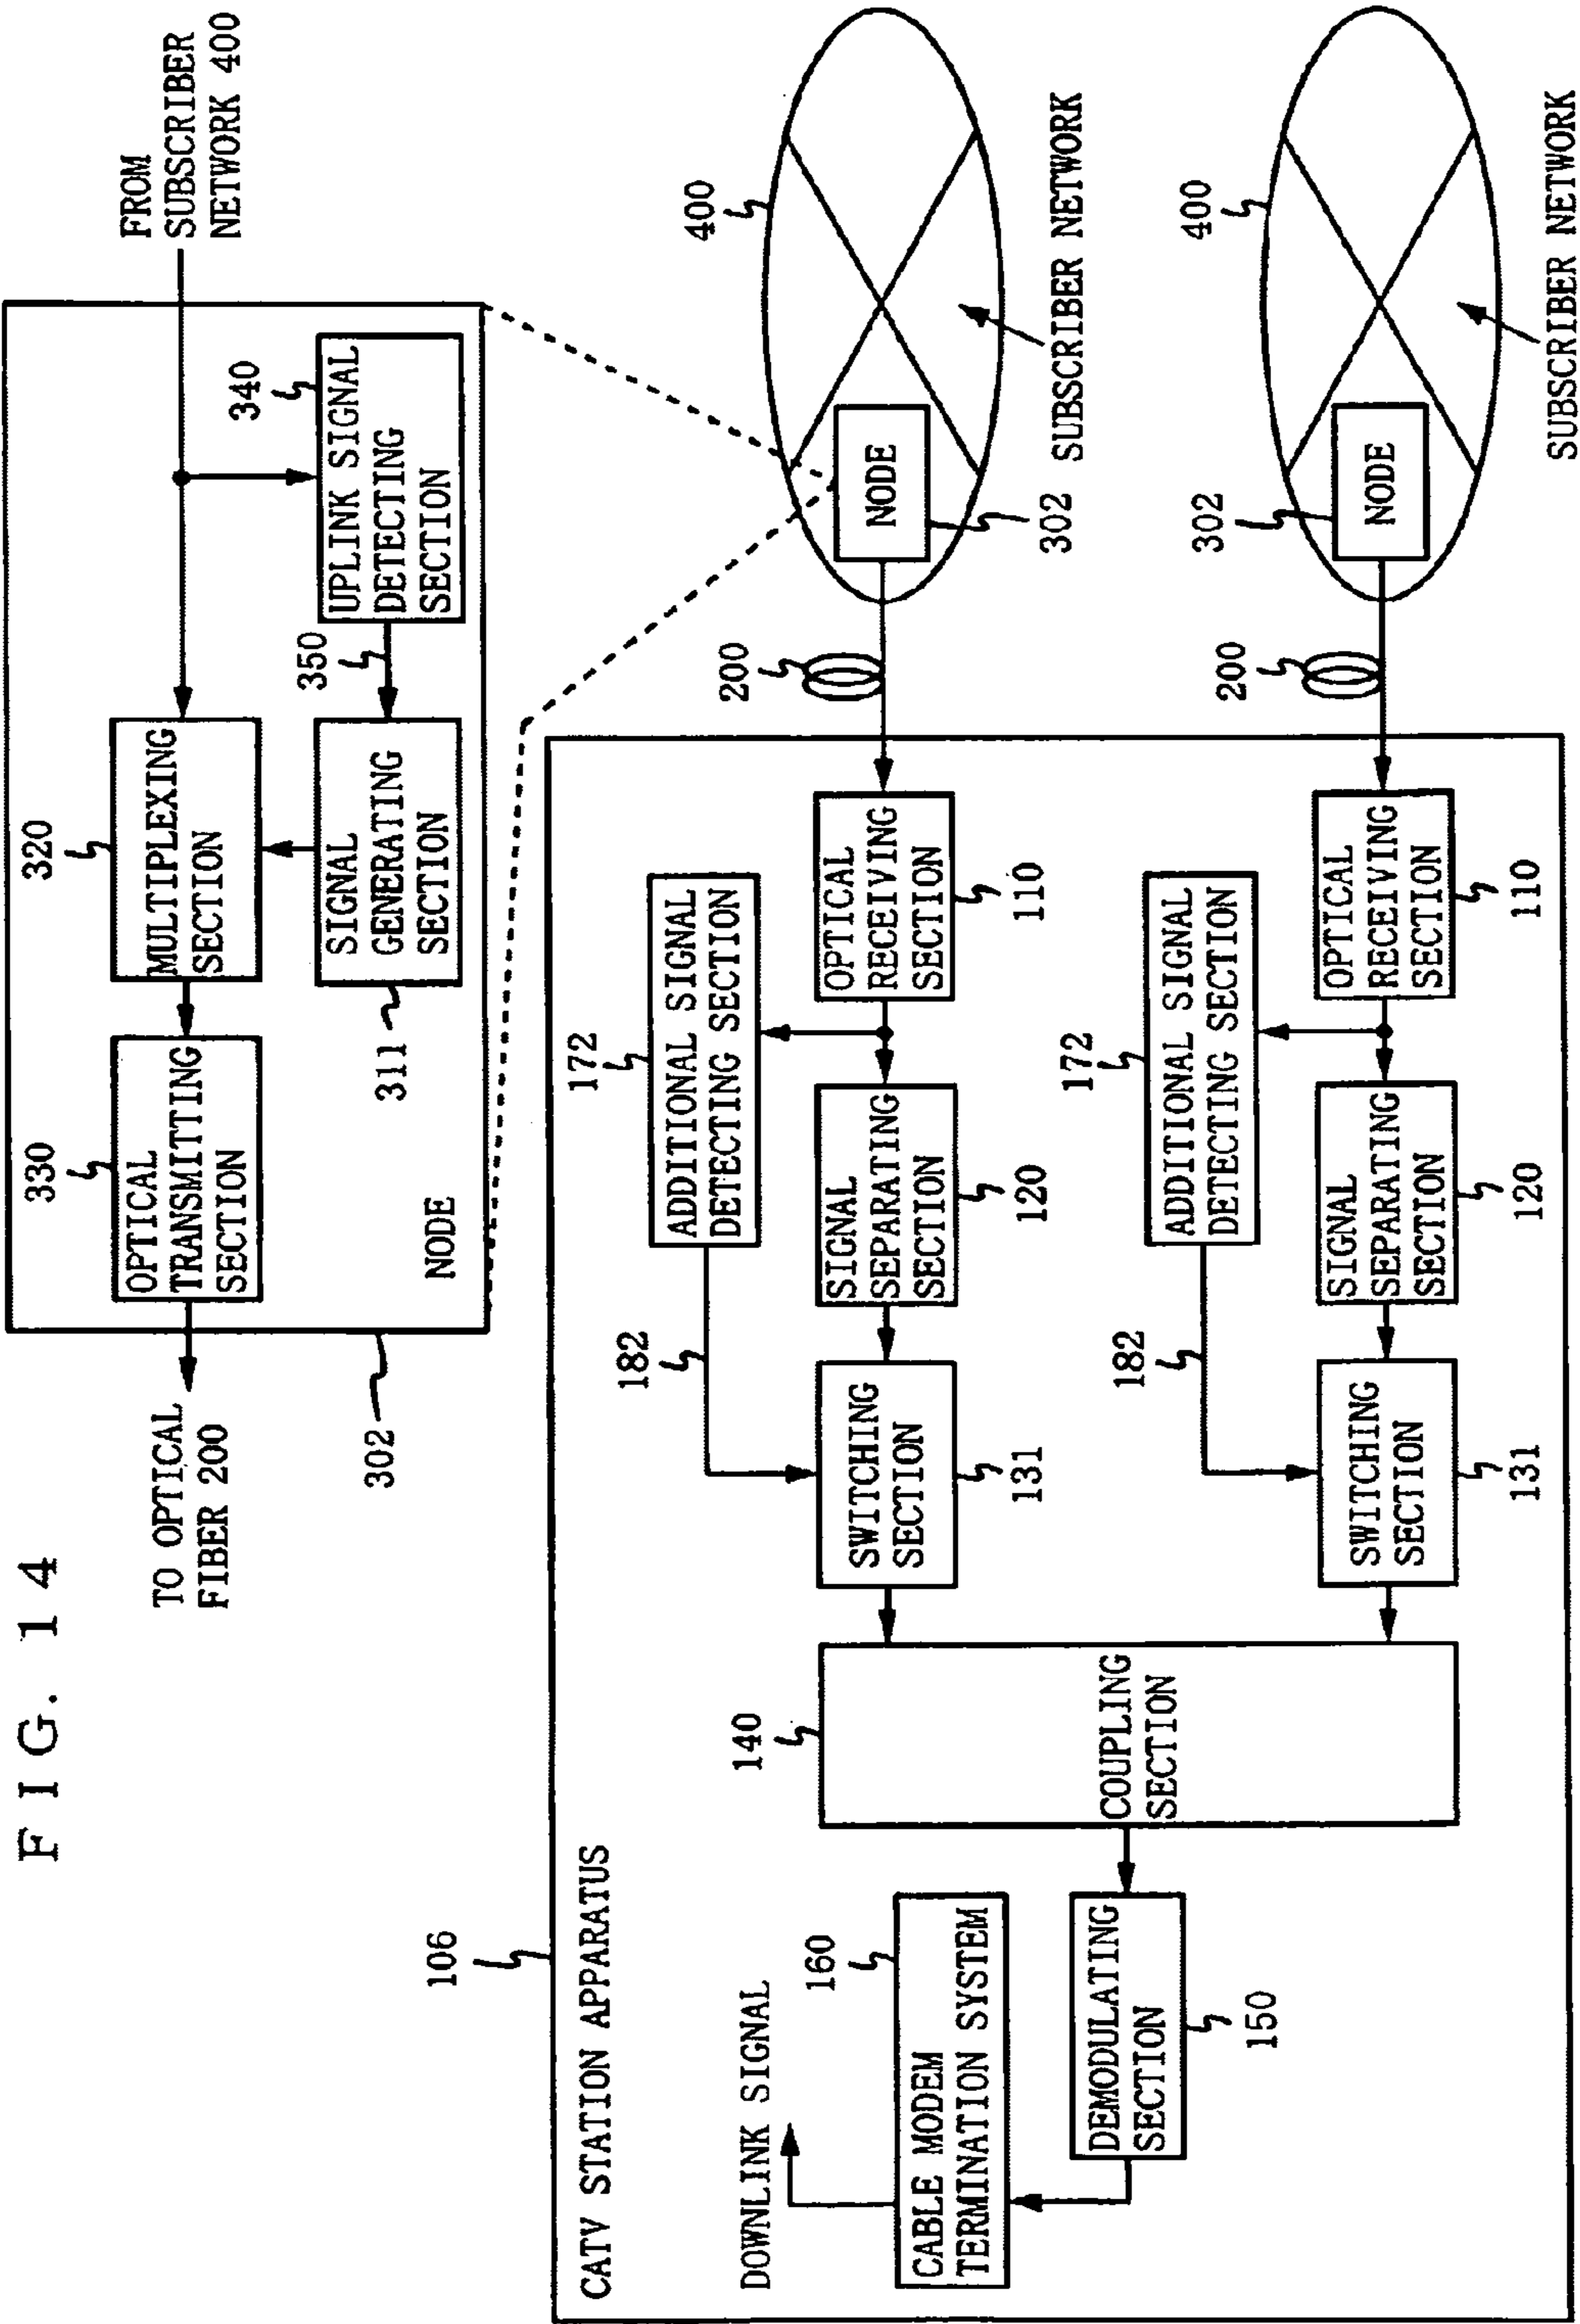 FIG. 14
TO OPTICAL
FIBER 200
302
330
OPTICAL
TRANSMITTING
SECTION
NODE
320
MULTIPLEXING
SECTION
311
SIGNAL
GENERATING
SECTION
350
340
UPLINK SIGNAL
DETECTING
SECTION
FROM
SUBSCRIBER
NETWORK 400
106
CATV STATION APPARATUS
DOWNLINK SIGNAL
160
CABLE MODEM
TERMINATION SYSTEM
DEMODULATING
SECTION
150
140
COUPLING
SECTION
182
SWITCHING
SECTION
131
172
ADDITIONAL SIGNAL
DETECTING SECTION
SIGNAL
SEPARATING
SECTION
120
OPTICAL
RECEIVING
SECTION
110
200
NODE
302
400
SUBSCRIBER NETWORK
182
SWITCHING
SECTION
131
172
ADDITIONAL SIGNAL
DETECTING SECTION
SIGNAL
SEPARATING
SECTION
120
OPTICAL
RECEIVING
SECTION
110
200
302
NODE
400
SUBSCRIBER NETWORK